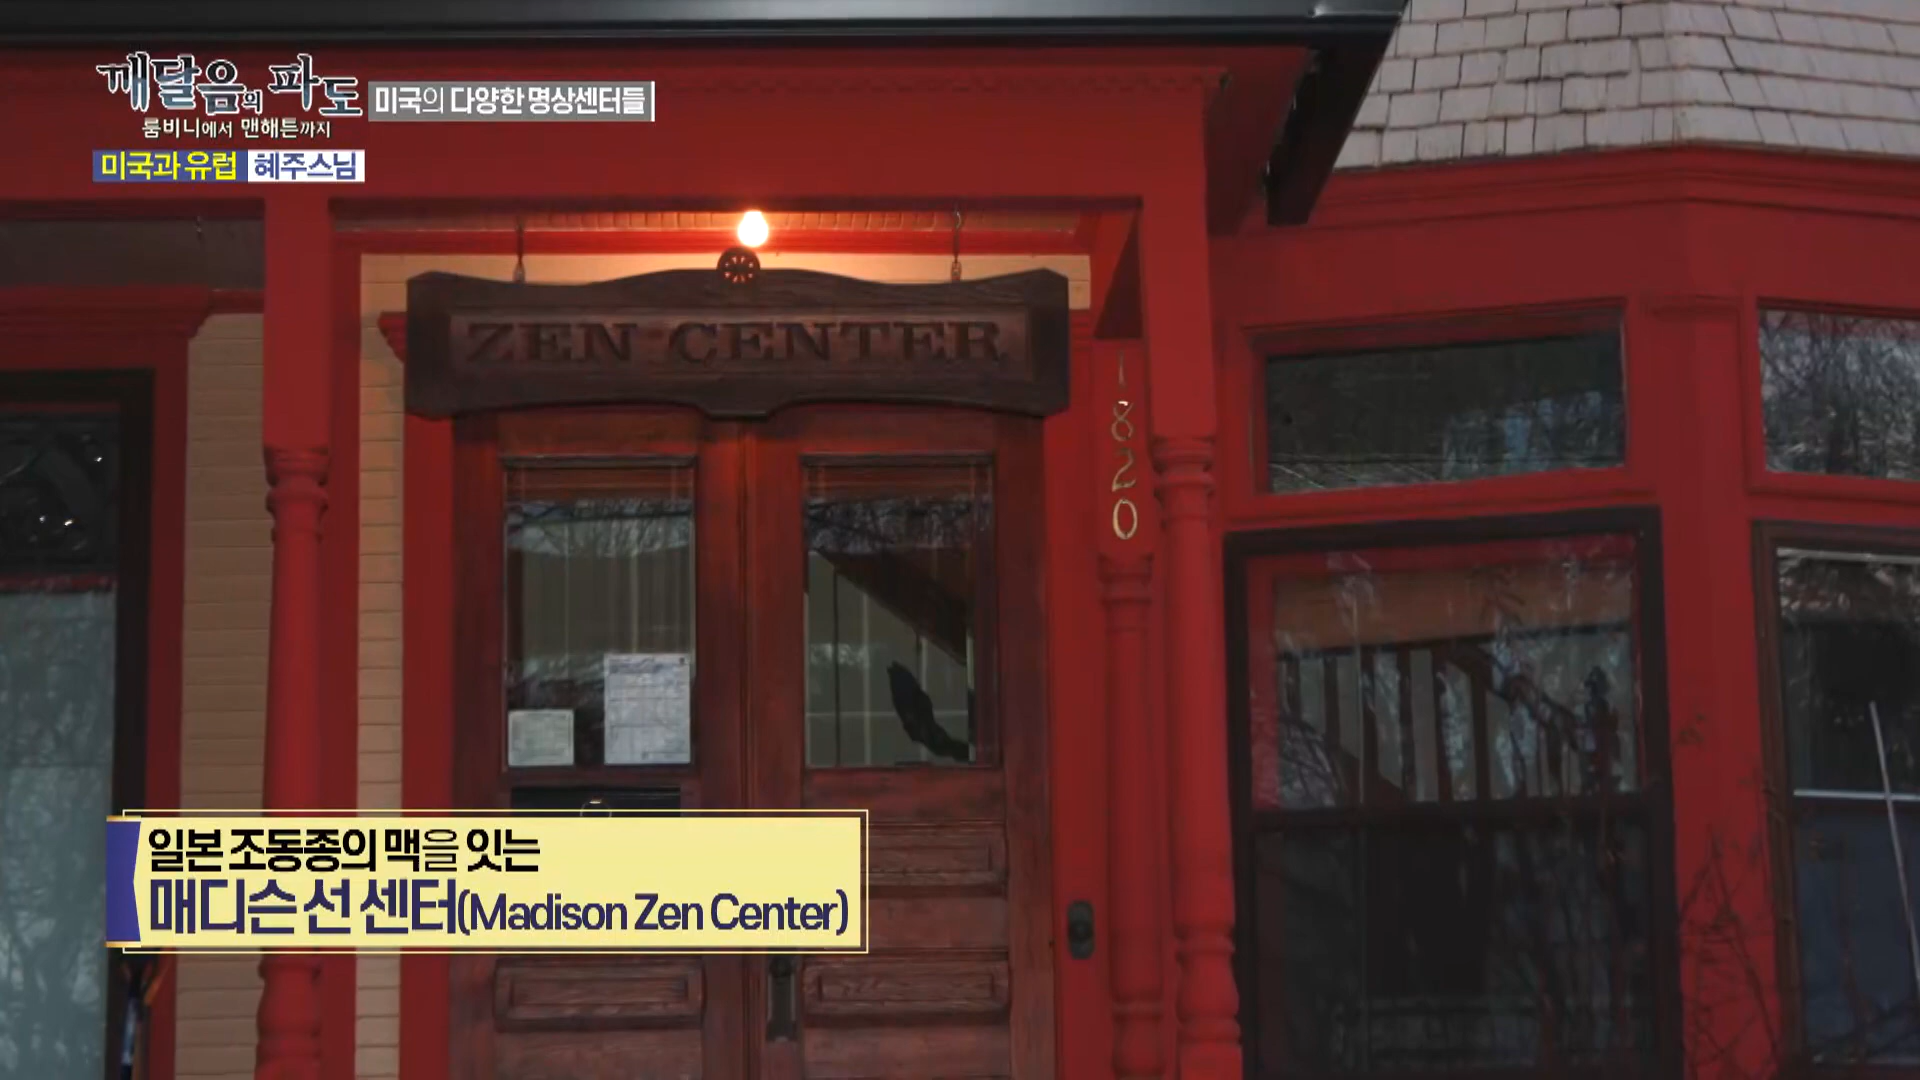 깨달음의 파도
룸비니에서 맨해튼까지
미국의 다양한 명상센터들
미국과 유럽 혜주스님
ZEN CENTER
1820
일본 조동종의 맥을 잇는
매디슨 선 센터(Madison Zen Center)